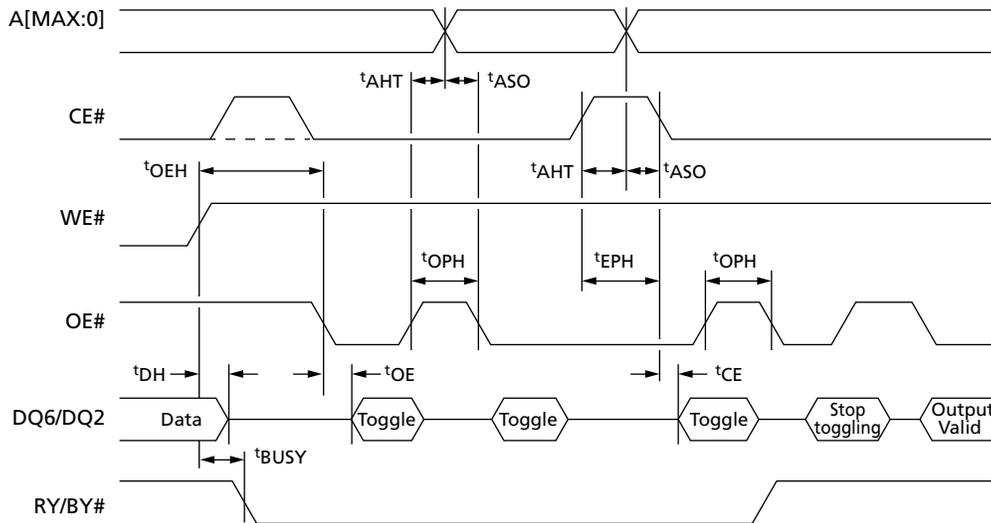 A[MAX:0]
tAHT
tASO
CE#
tOEH
tAHT
tASO
WE#
tOPH
tEPH
tOPH
OE#
tDH
tOE
tCE
DQ6/DQ2
Data
Toggle
Toggle
Toggle
Stop
toggling
Output
Valid
tBUSY
RY/BY#